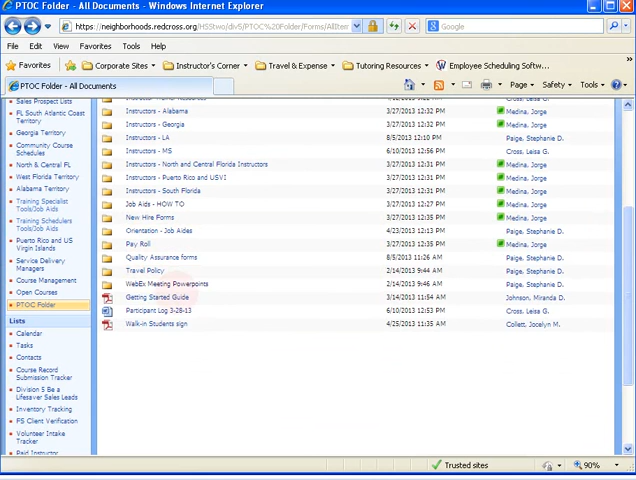 PTOC Folder - All Documents - Windows Internet Explorer
https://neighborhoods.redcross.org/HSStwo/div5/PTOC%20Folder/Forms/AllItem
Google
File Edit View Favorites Tools Help
Favorites Corporate Sites Instructor's Corner Travel & Expense Tutoring Resources Employee Scheduling Softw...
PTOC Folder - All Documents
Page Safety Tools
Sales Prospect Lists
FL South Atlantic Coast
Territory
Georgia Territory
Community Course
Schedules
North & Central FL
West Florida Territory
Alabama Territory
Training Specialist
Tools/Job Aids
Training Schedulers
Tools/Job Aids
Puerto Rico and US
Virgin Islands
Service Delivery
Managers
Course Management
Open Courses
PTOC Folder
Lists
Calendar
Tasks
Contacts
Course Record
Submission Tracker
Division 5 Be a
Lifesaver Sales Leads
Inventory Tracking
FS Client Verification
Volunteer Intake
Tracker
Paid Instructor
Cross, Leisa G.
Instructors - Alabama 3/27/2013 12:32 PM Medina, Jorge
Instructors - Georgia 3/27/2013 12:32 PM Medina, Jorge
Instructors - LA 8/5/2013 12:10 PM Paige, Stephanie D.
Instructors - MS 6/10/2013 12:56 PM Cross, Leisa G.
Instructors - North and Central Florida Instructors 3/27/2013 12:31 PM Medina, Jorge
Instructors - Puerto Rico and USVI 3/27/2013 12:31 PM Medina, Jorge
Instructors - South Florida 3/27/2013 12:31 PM Medina, Jorge
Job Aids - HOW TO 3/27/2013 12:27 PM Medina, Jorge
New Hire Forms 3/27/2013 12:35 PM Medina, Jorge
Orientation - Job Aides 4/23/2013 12:13 PM Paige, Stephanie D.
Pay Roll 3/27/2013 12:35 PM Medina, Jorge
Quality Assurance forms 8/5/2013 11:26 AM Paige, Stephanie D.
Travel Policy 2/14/2013 9:44 AM Paige, Stephanie D.
WebEx Meeting Powerpoints 2/14/2013 9:46 AM Paige, Stephanie D.
Getting Started Guide 3/14/2013 11:54 AM Johnson, Miranda D.
Participant Log 3-28-13 6/10/2013 12:53 PM Cross, Leisa G.
Walk-in Students sign 4/25/2013 11:35 AM Collett, Jocelyn M.
Trusted sites 90%